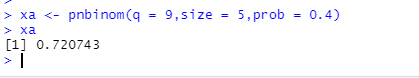 >
> xa <- pnbinom(q = 9,size = 5,prob = 0.4)
> xa
[1] 0.720743
>